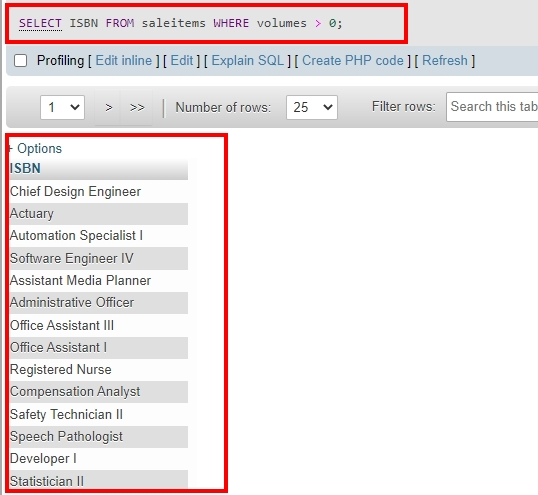 SELECT ISBN FROM saleitems WHERE volumes > 0;
Profiling [ Edit inline ] [ Edit ] [ Explain SQL ] [ Create PHP code ] [ Refresh ]
1 > >> Number of rows: 25 Filter rows: Search this tab
+ Options
ISBN
Chief Design Engineer
Actuary
Automation Specialist I
Software Engineer IV
Assistant Media Planner
Administrative Officer
Office Assistant III
Office Assistant I
Registered Nurse
Compensation Analyst
Safety Technician II
Speech Pathologist
Developer I
Statistician II